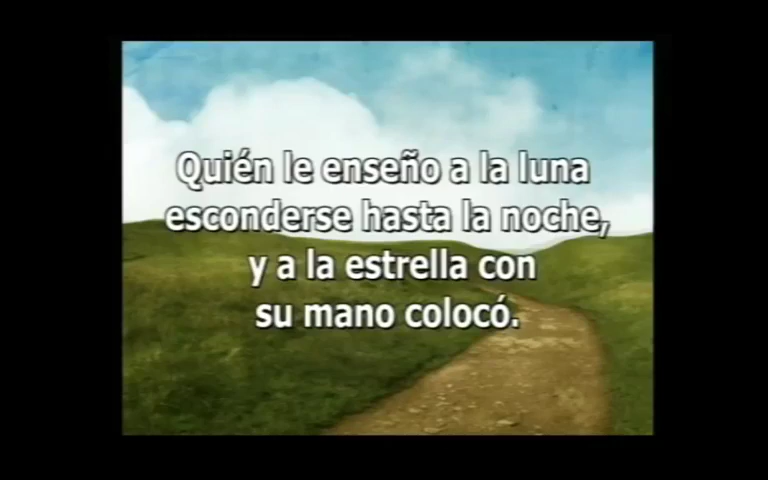 Quién le enseño a la luna
esconderse hasta la noche,
y a la estrella con
su mano colocó.